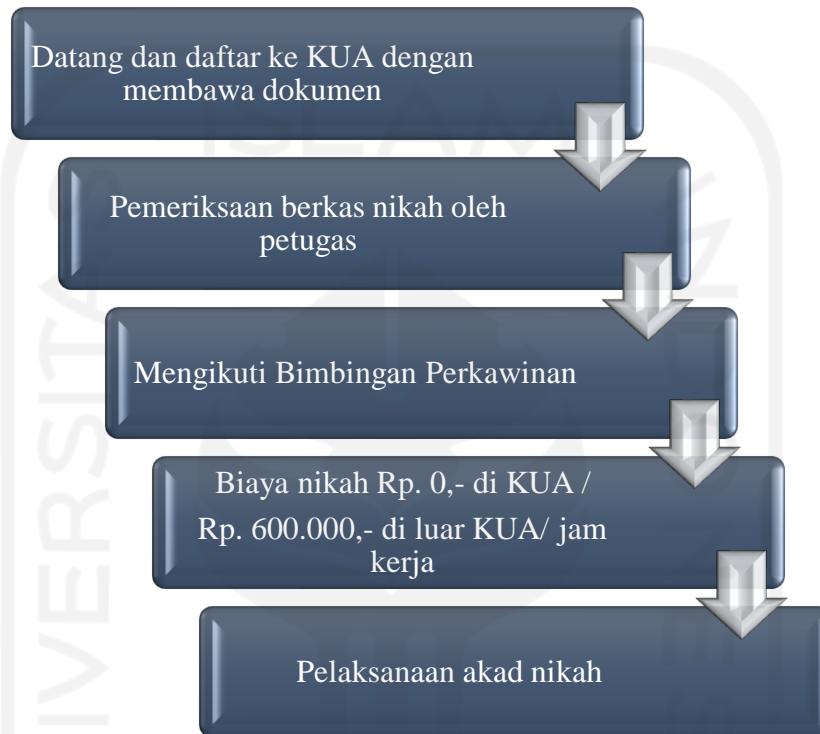 Datang dan daftar ke KUA dengan
membawa dokumen
Pemeriksaan berkas nikah oleh
petugas
Mengikuti Bimbingan Perkawinan
Biaya nikah Rp. 0,- di KUA /
Rp. 600.000,- di luar KUA/ jam
kerja
Pelaksanaan akad nikah